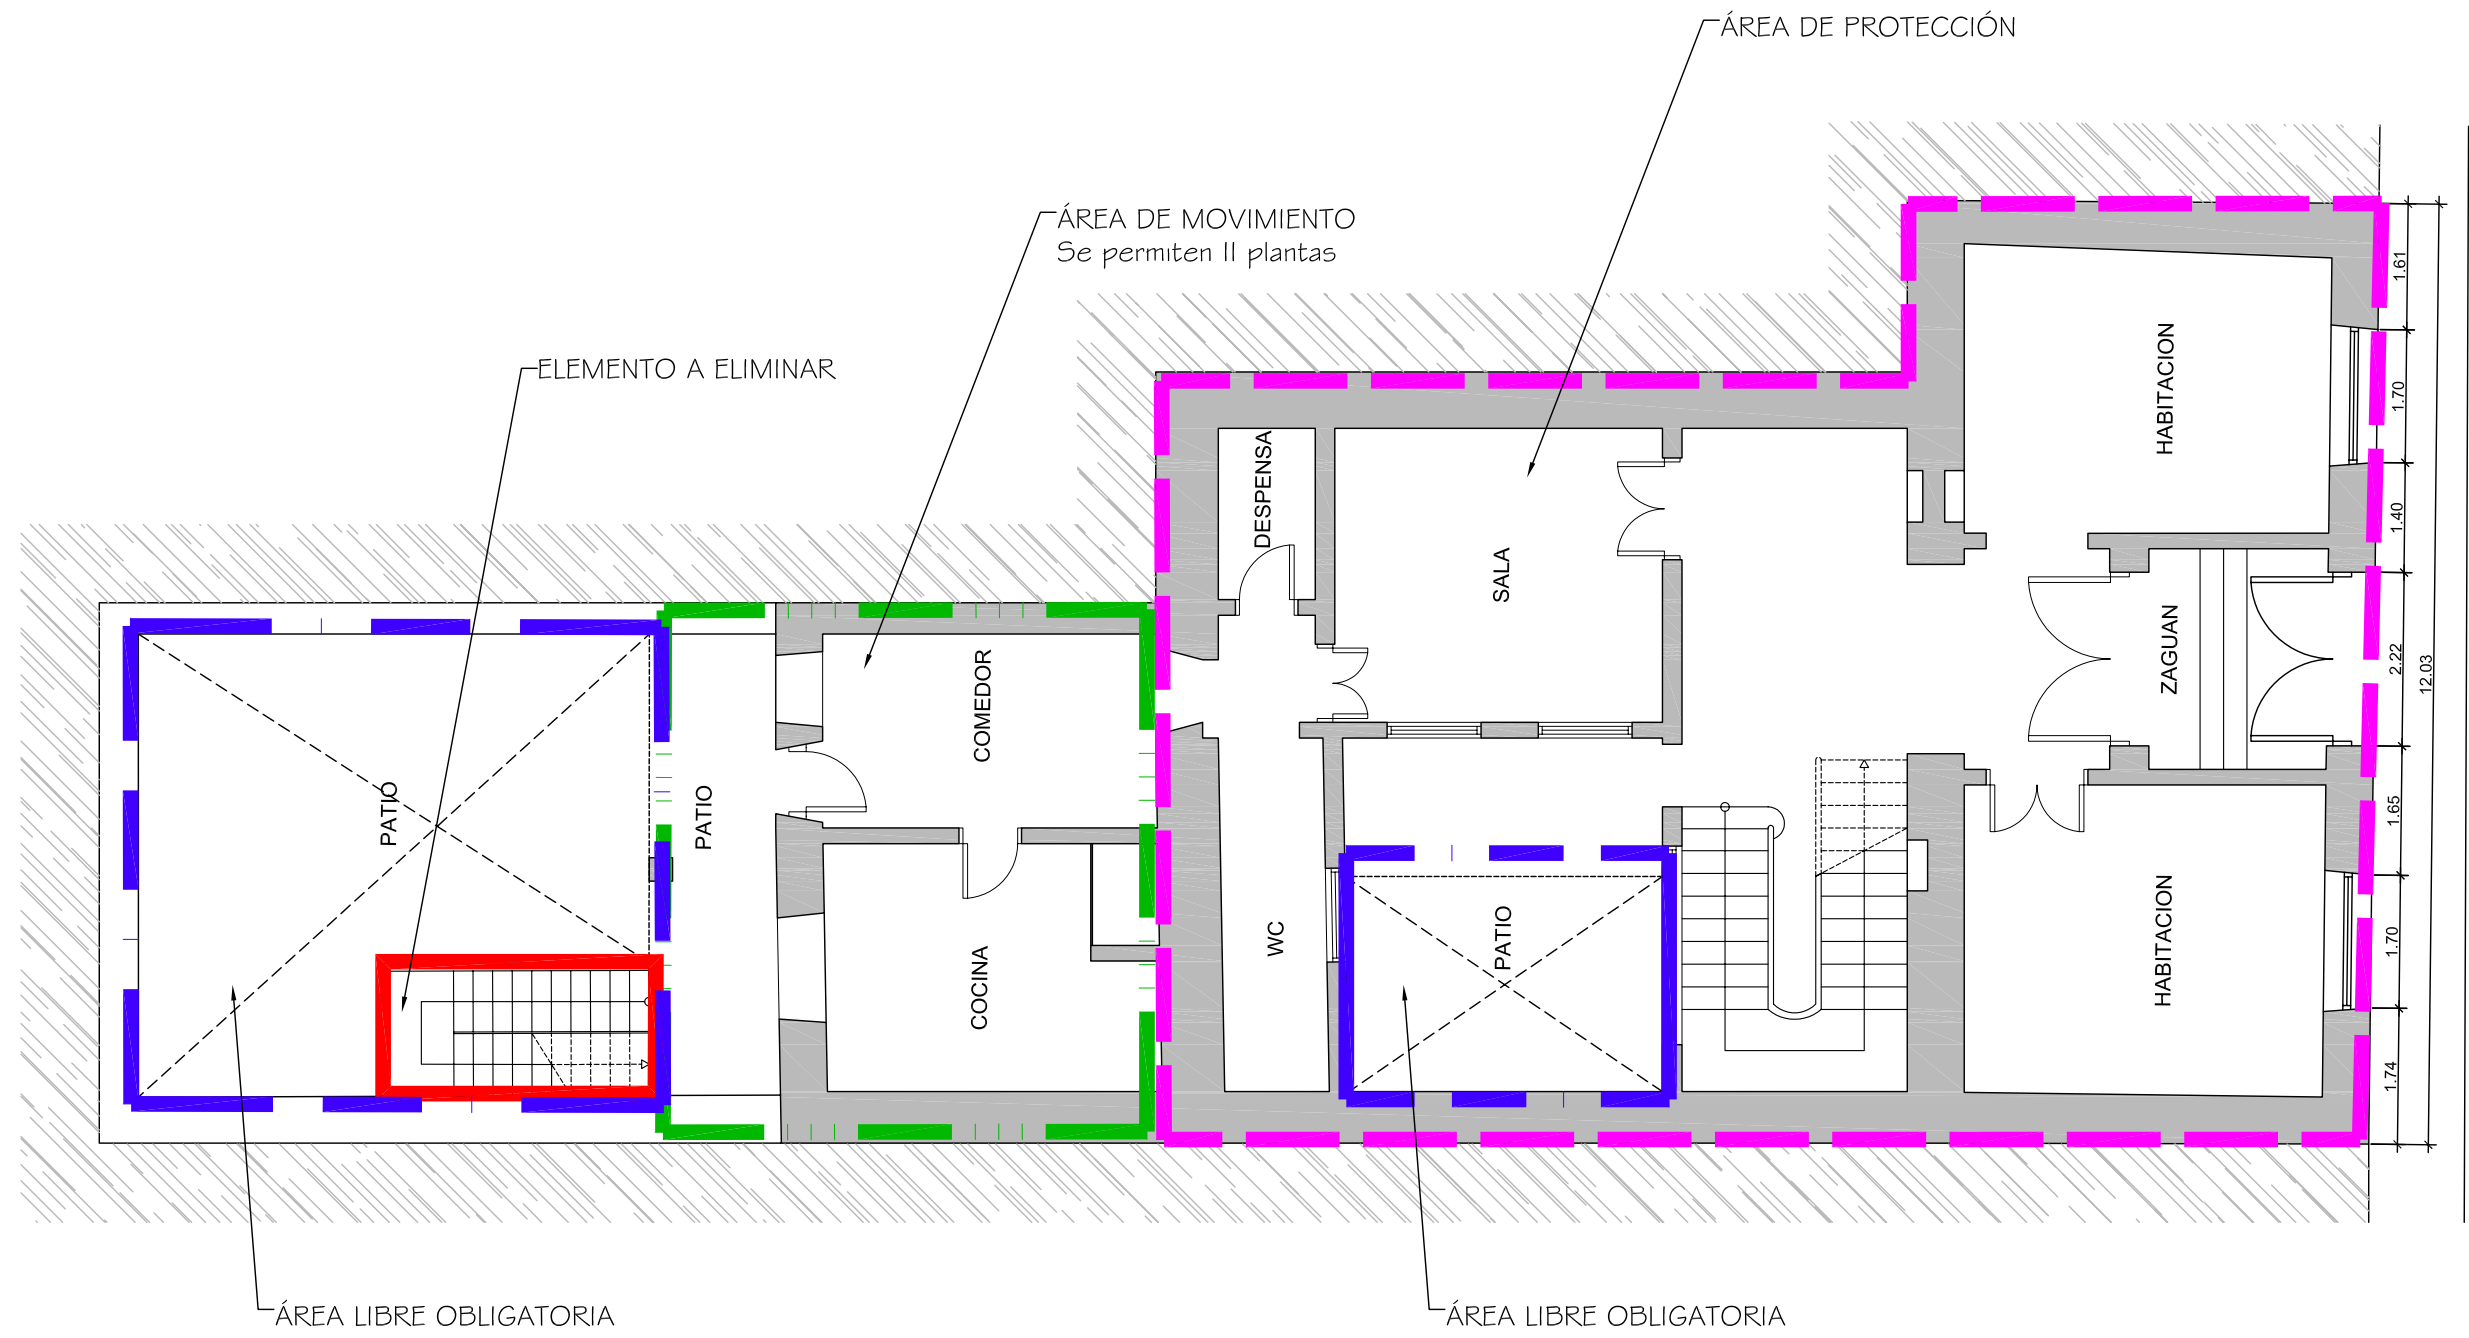 ÁREA DE PROTECCIÓN
ÁREA DE MOVIMIENTO
Se permiten II plantas
ELEMENTO A ELIMINAR
HABITACION
DESPENSA
SALA
ZAGUAN
COMEDOR
PATIO
PATIO
COCINA
WC
PATIO
HABITACION
1.61
1.70
1.40
2.22
12.03
1.65
1.70
1.74
ÁREA LIBRE OBLIGATORIA
ÁREA LIBRE OBLIGATORIA